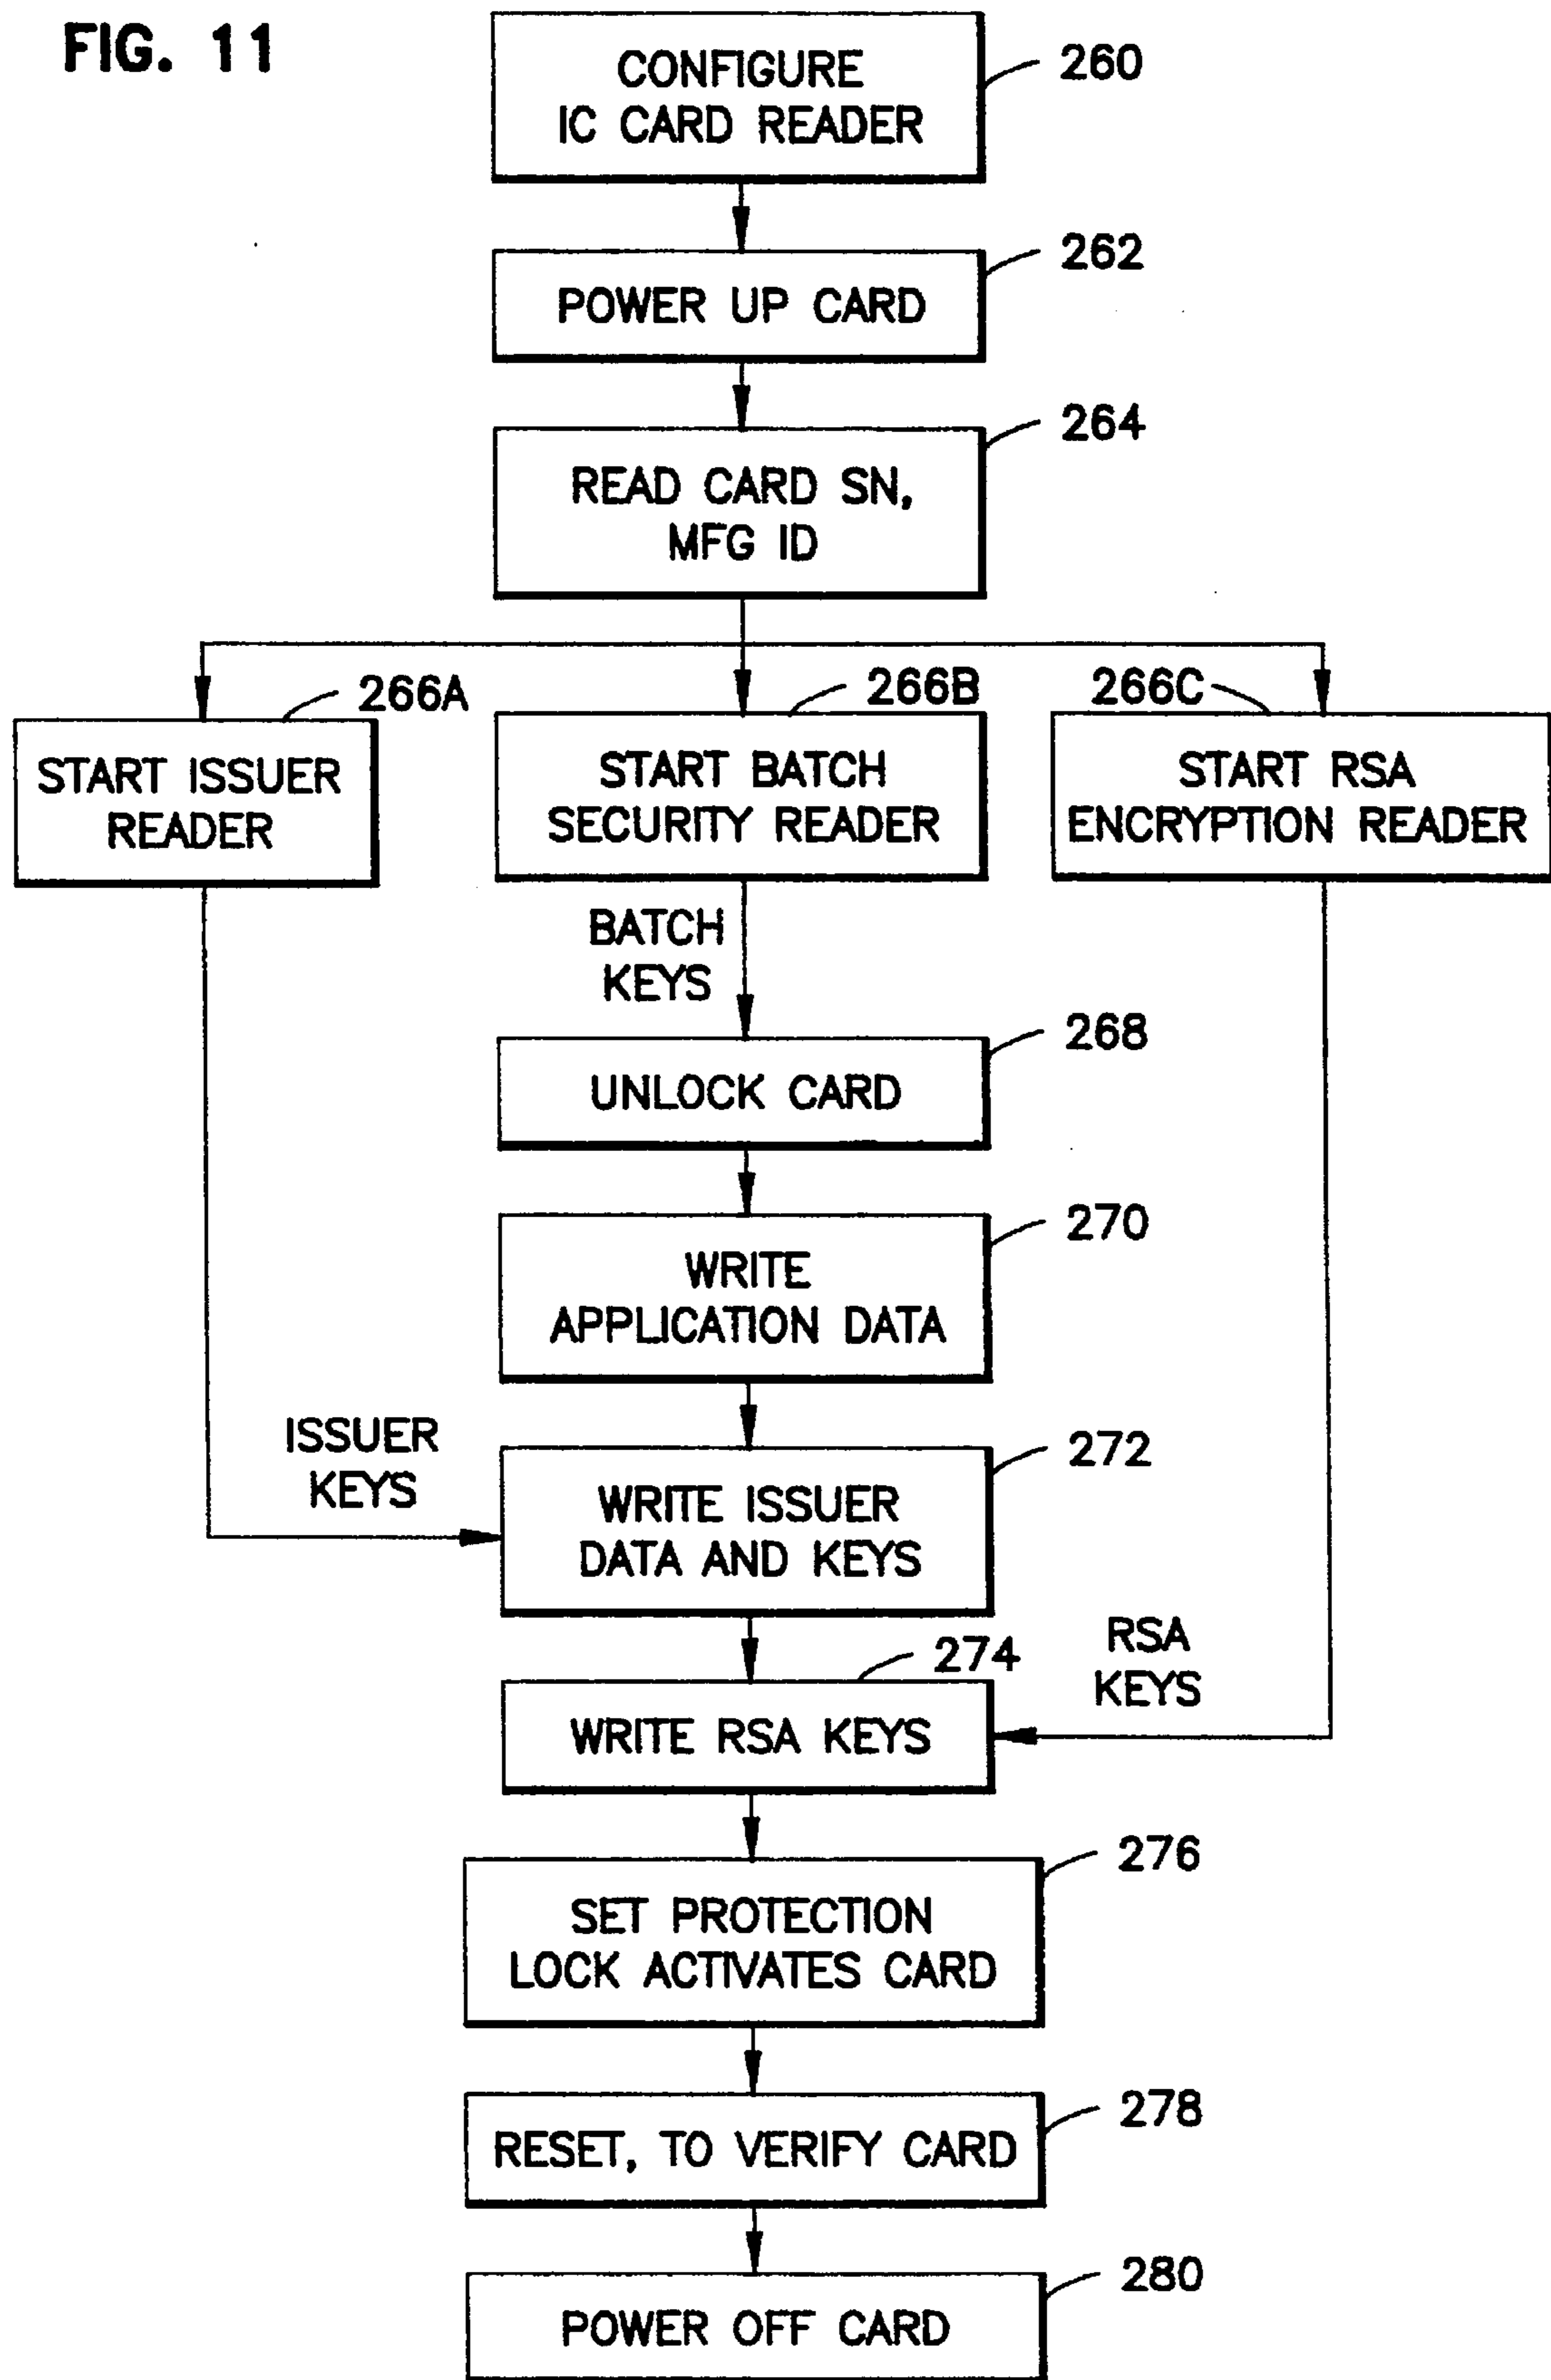 FIG. 11
CONFIGURE
IC CARD READER
260
POWER UP CARD
262
READ CARD SN,
MFG ID
264
266A
START ISSUER
READER
266B
START BATCH
SECURITY READER
266C
START RSA
ENCRYPTION READER
BATCH
KEYS
UNLOCK CARD
268
WRITE
APPLICATION DATA
270
ISSUER
KEYS
WRITE ISSUER
DATA AND KEYS
272
RSA
KEYS
WRITE RSA KEYS
274
SET PROTECTION
LOCK ACTIVATES CARD
276
RESET, TO VERIFY CARD
278
POWER OFF CARD
280